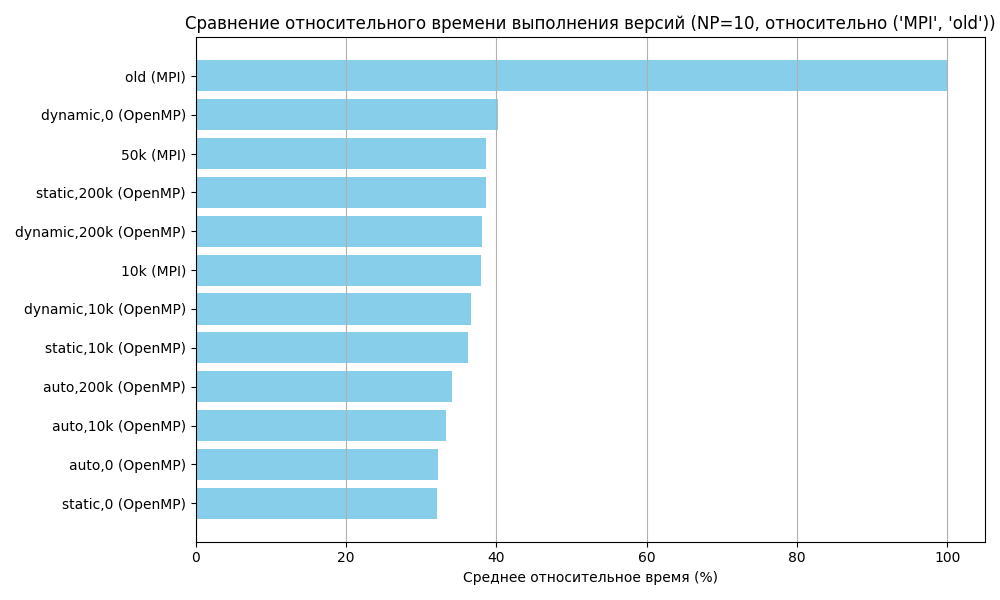 Сравнение относительного времени выполнения версий (NP=10, относительно ('MPI', 'old'))
old (MPI)
dynamic,0 (OpenMP)
50k (MPI)
static,200k (OpenMP)
dynamic,200k (OpenMP)
10k (MPI)
dynamic,10k (OpenMP)
static,10k (OpenMP)
auto,200k (OpenMP)
auto,10k (OpenMP)
auto,0 (OpenMP)
static,0 (OpenMP)
0 20 40 60 80 100
Среднее относительное время (%)